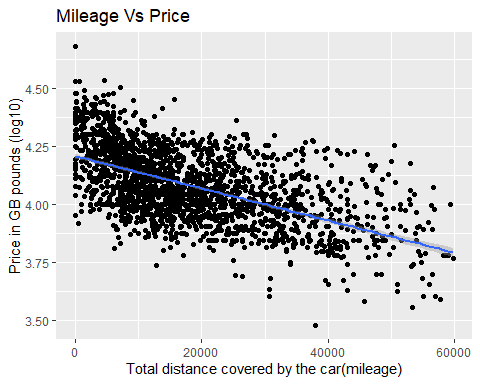 Mileage Vs Price
Price in GB pounds (log10)
4.50
4.25
4.00
3.75
3.50
0 20000 40000 60000
Total distance covered by the car(mileage)